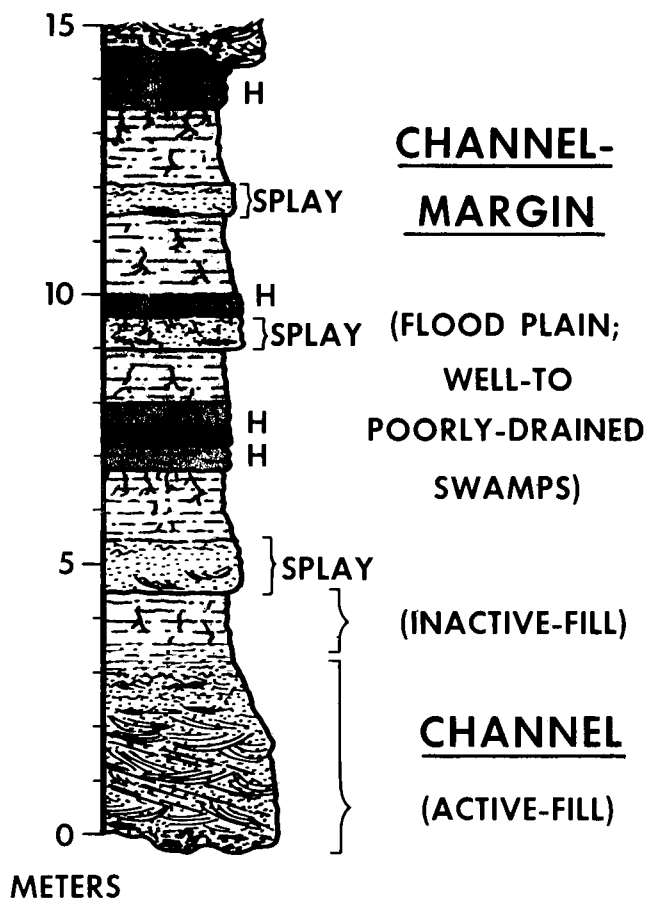 15
H
CHANNEL-
MARGIN
SPLAY
10
H
SPLAY
(FLOOD PLAIN;
WELL-TO
POORLY-DRAINED
SWAMPS)
H
H
5
SPLAY
(INACTIVE-FILL)
CHANNEL
(ACTIVE-FILL)
0
METERS